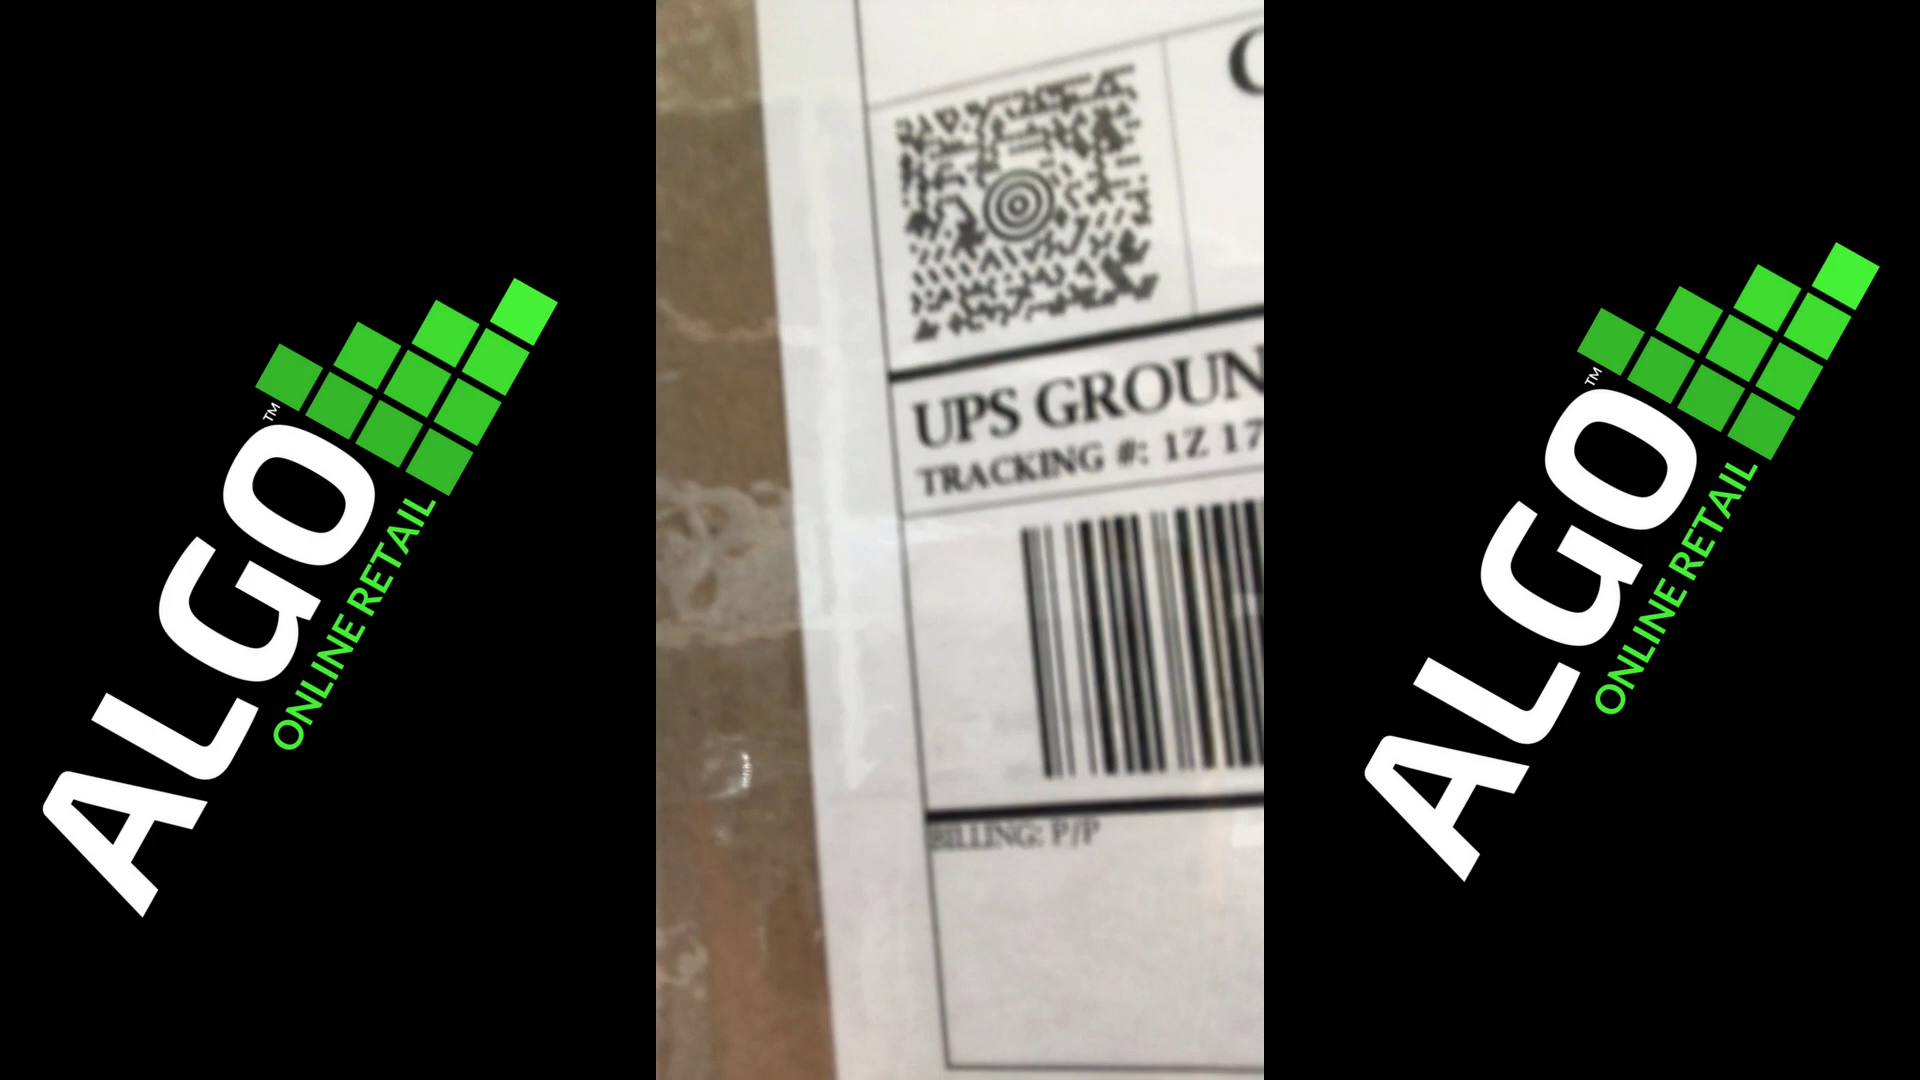 ALGO™
ONLINE RETAIL
UPS GROUN
TRACKING #: 1Z 17
BILLING: P/P
ALGO™
ONLINE RETAIL